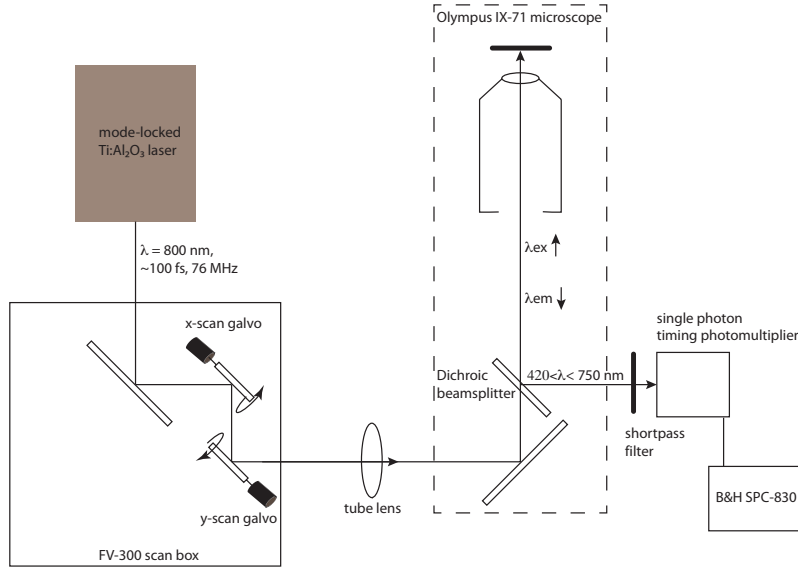 Olympus IX-71 microscope
mode-locked
Ti:Al₂O₃ laser
λ = 800 nm,
~100 fs, 76 MHz
λex
λem
x-scan galvo
single photon
timing photomultiplier
Dichroic
beamsplitter
420<λ< 750 nm
shortpass
filter
tube lens
y-scan galvo
B&H SPC-830
FV-300 scan box